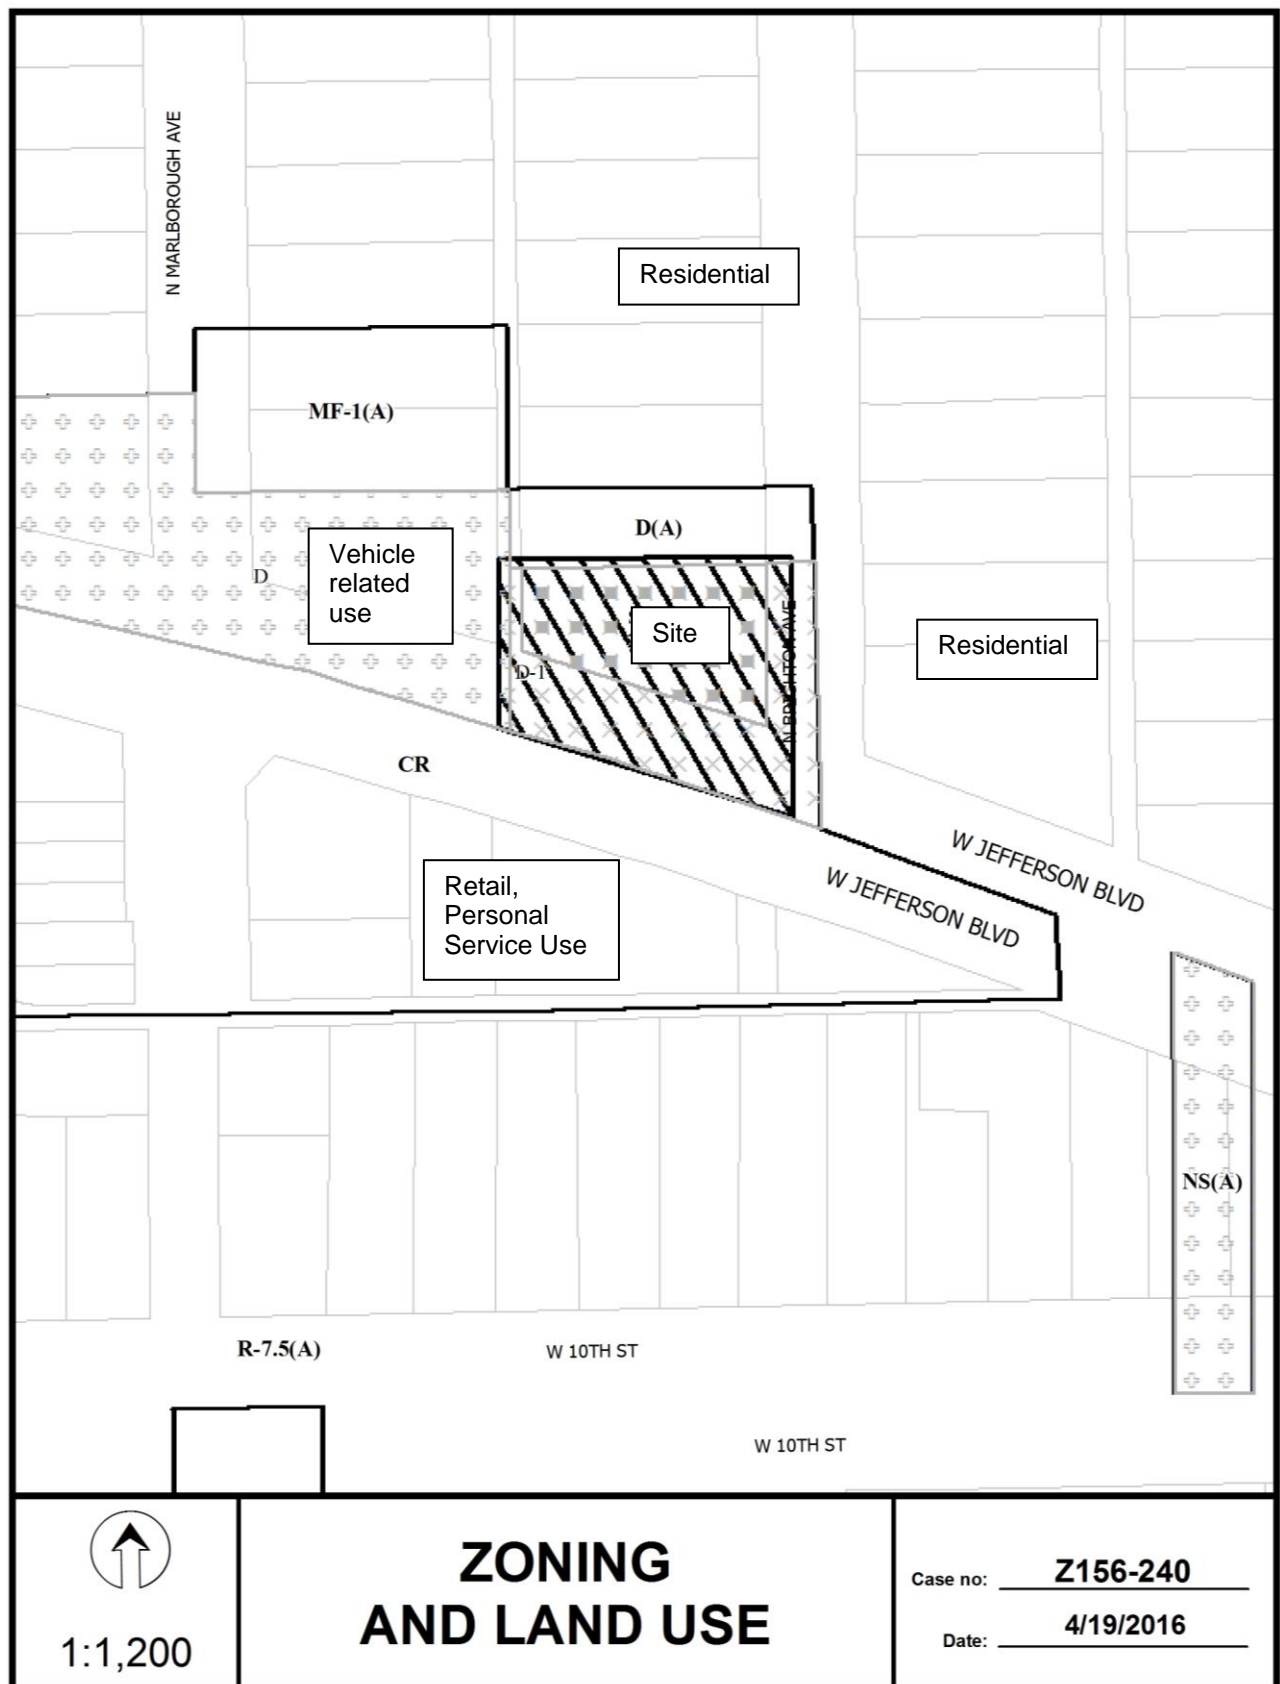 N MARLBOROUGH AVE
Residential
MF-1(A)
D(A)
Vehicle
related
use
D
Site
N BRIGHTON AVE
Residential
D-1
CR
W JEFFERSON BLVD
W JEFFERSON BLVD
Retail,
Personal
Service Use
NS(A)
R-7.5(A)
W 10TH ST
W 10TH ST
1:1,200
ZONING
AND LAND USE
Case no: Z156-240
Date: 4/19/2016